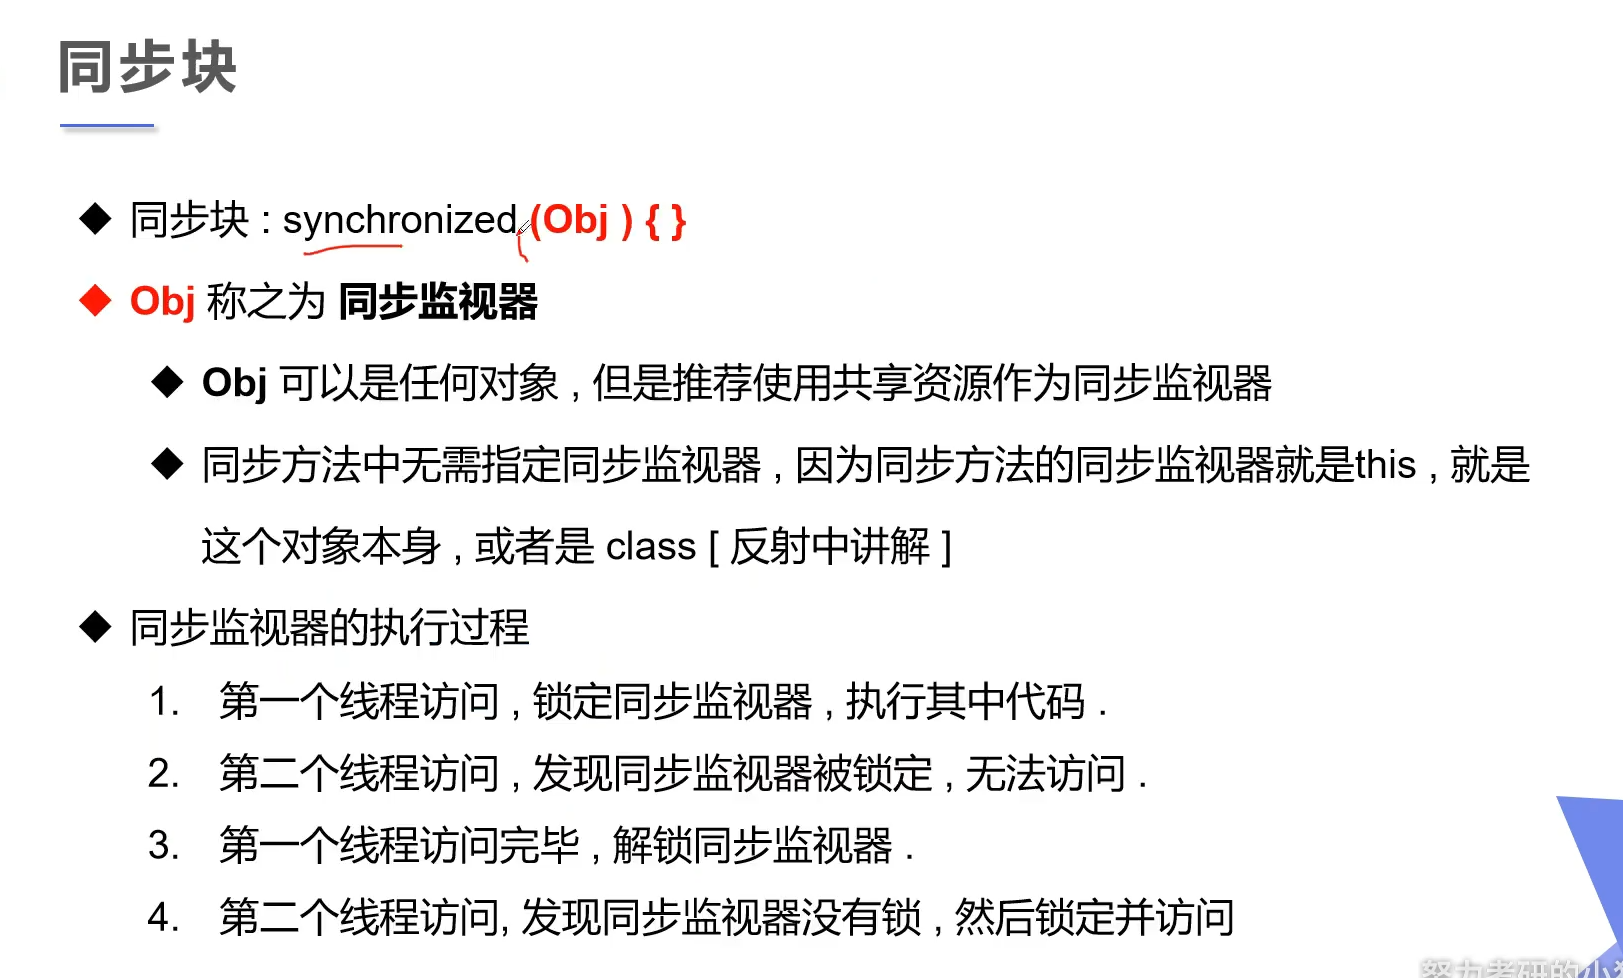 同步块
同步块 : synchronized (Obj ) { }
Obj 称之为 同步监视器
Obj 可以是任何对象 , 但是推荐使用共享资源作为同步监视器
同步方法中无需指定同步监视器 , 因为同步方法的同步监视器就是this , 就是
这个对象本身 , 或者是 class [ 反射中讲解 ]
同步监视器的执行过程
1. 第一个线程访问 , 锁定同步监视器 , 执行其中代码 .
2. 第二个线程访问 , 发现同步监视器被锁定 , 无法访问 .
3. 第一个线程访问完毕 , 解锁同步监视器 .
4. 第二个线程访问, 发现同步监视器没有锁 , 然后锁定并访问
努力考研的小